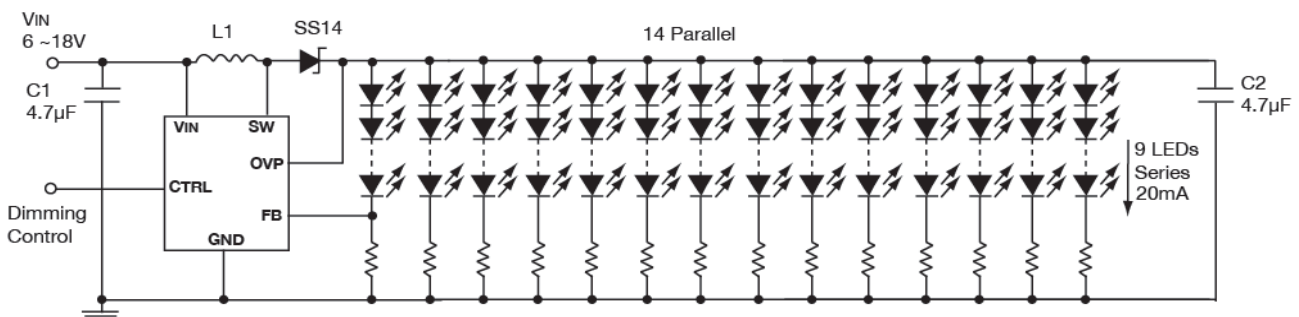 VIN
6 ~18V
L1
SS14
14 Parallel
C1
4.7µF
VIN
SW
OVP
CTRL
FB
GND
Dimming
Control
9 LEDs
Series
20mA
C2
4.7µF